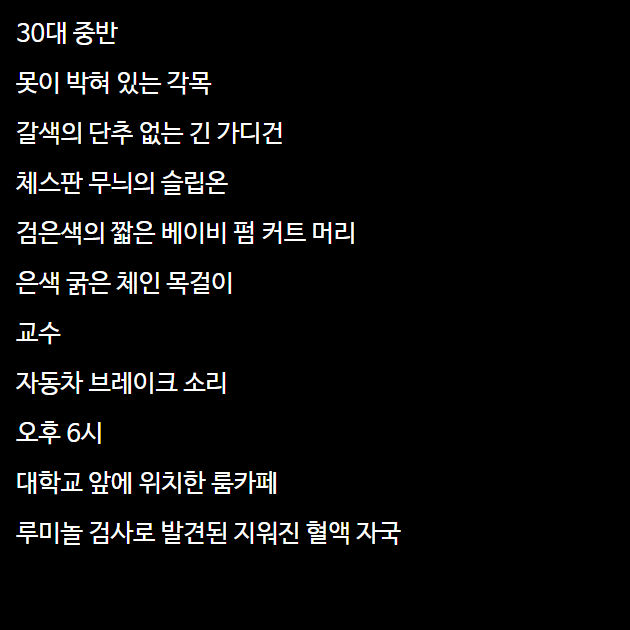 30대 중반
못이 박혀 있는 각목
갈색의 단추 없는 긴 가디건
체스판 무늬의 슬립온
검은색의 짧은 베이비 펌 커트 머리
은색 굵은 체인 목걸이
교수
자동차 브레이크 소리
오후 6시
대학교 앞에 위치한 룸카페
루미놀 검사로 발견된 지워진 혈액 자국